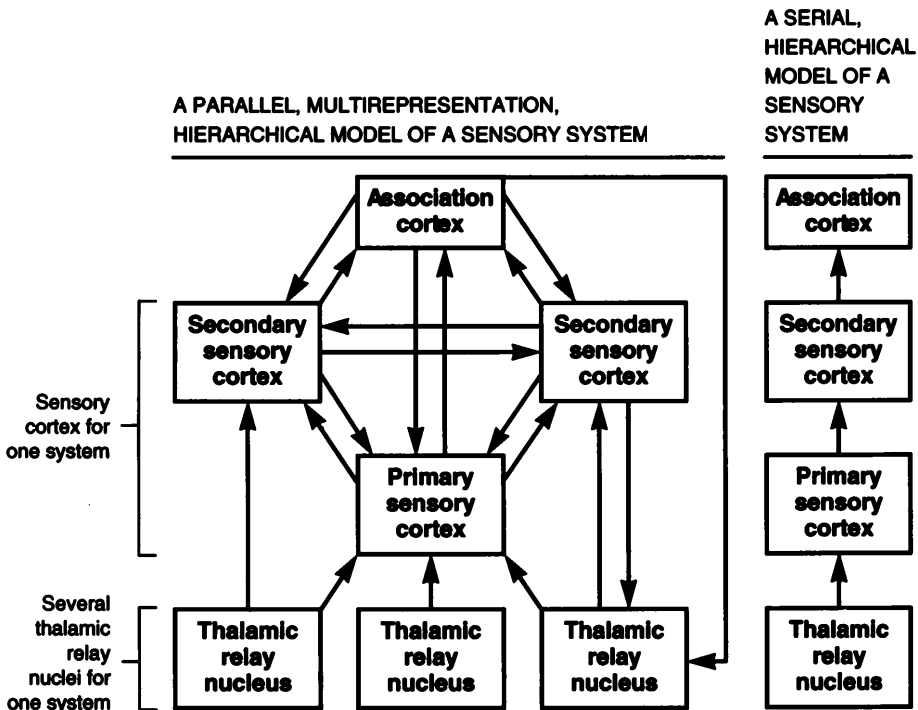 A PARALLEL, MULTIREPRESENTATION,
HIERARCHICAL MODEL OF A SENSORY SYSTEM
A SERIAL,
HIERARCHICAL
MODEL OF A
SENSORY
SYSTEM
Association
cortex
Secondary
sensory
cortex
Secondary
sensory
cortex
Sensory
cortex for
one system
Primary
sensory
cortex
Several
thalamic
relay
nuclei for
one system
Thalamic
relay
nucleus
Thalamic
relay
nucleus
Thalamic
relay
nucleus
Association
cortex
Secondary
sensory
cortex
Primary
sensory
cortex
Thalamic
relay
nucleus